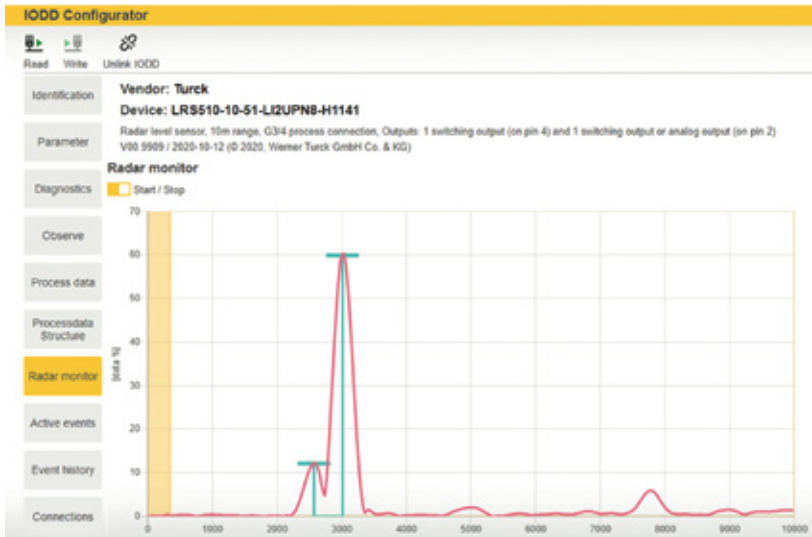 IODD Configurator
Read Write Unlink IODD
Identification
Parameter
Diagnostics
Observe
Process data
Processdata
Structure
Radar monitor
Active events
Event history
Connections
Vendor: Turck
Device: LRS510-10-51-LI2UPN8-H1141
Radar level sensor, 10m range, G3/4 process connection, Outputs: 1 switching output (on pin 4) and 1 switching output or analog output (on pin 2)
V00.9909 / 2020-10-12 (© 2020, Werner Turck GmbH Co. & KG)
Radar monitor
Start / Stop
70
60
50
40
30
20
10
0
[data %]
0 1000 2000 3000 4000 5000 6000 7000 8000 9000 10000